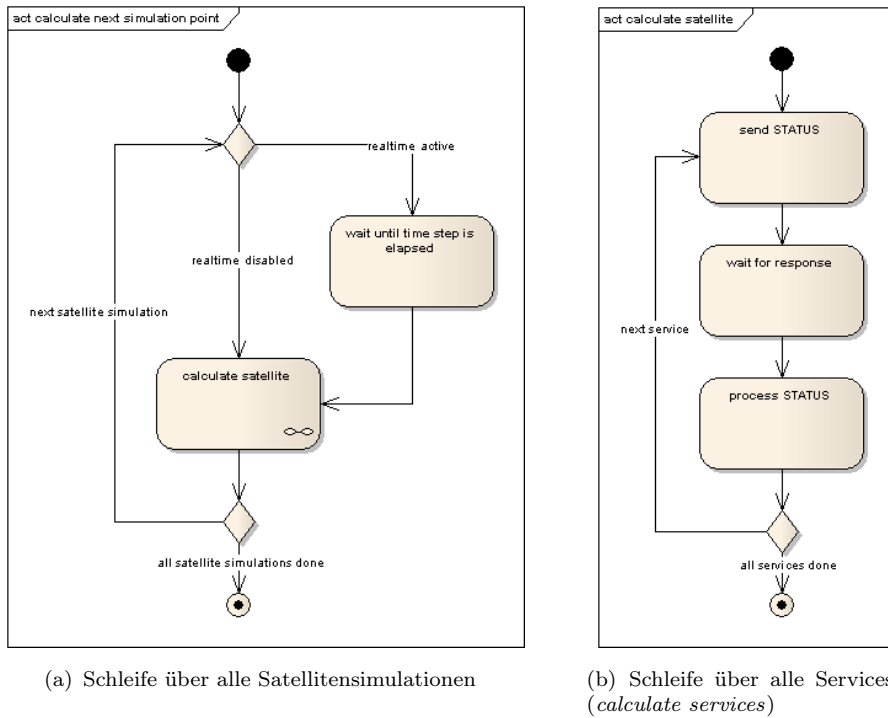 act calculate next simulation point
realtime active
wait until time step is
elapsed
realtime disabled
next satellite simulation
calculate satellite
all satellite simulations done
(a) Schleife über alle Satellitensimulationen
act calculate satellite
send STATUS
wait for response
next service
process STATUS
all services done
(b) Schleife über alle Services
(calculate services)